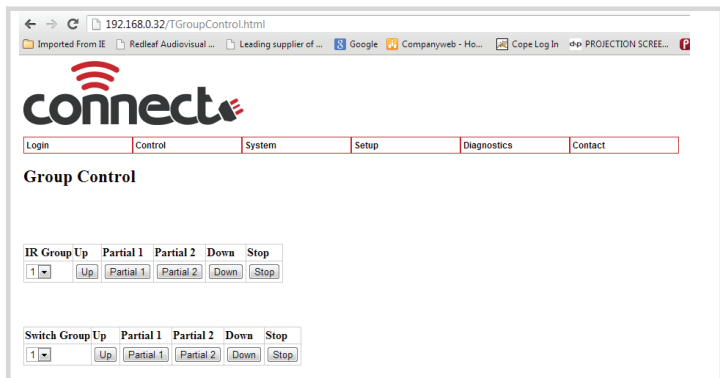 192.168.0.32/TGroupControl.html
Imported From IE Redleaf Audiovisual ... Leading supplier of ... Google Companyweb - Ho... Cope Log In dvp PROJECTION SCREE...
connect
Login Control System Setup Diagnostics Contact
Group Control
IR Group Up Partial 1 Partial 2 Down Stop
1 Up Partial 1 Partial 2 Down Stop
Switch Group Up Partial 1 Partial 2 Down Stop
1 Up Partial 1 Partial 2 Down Stop